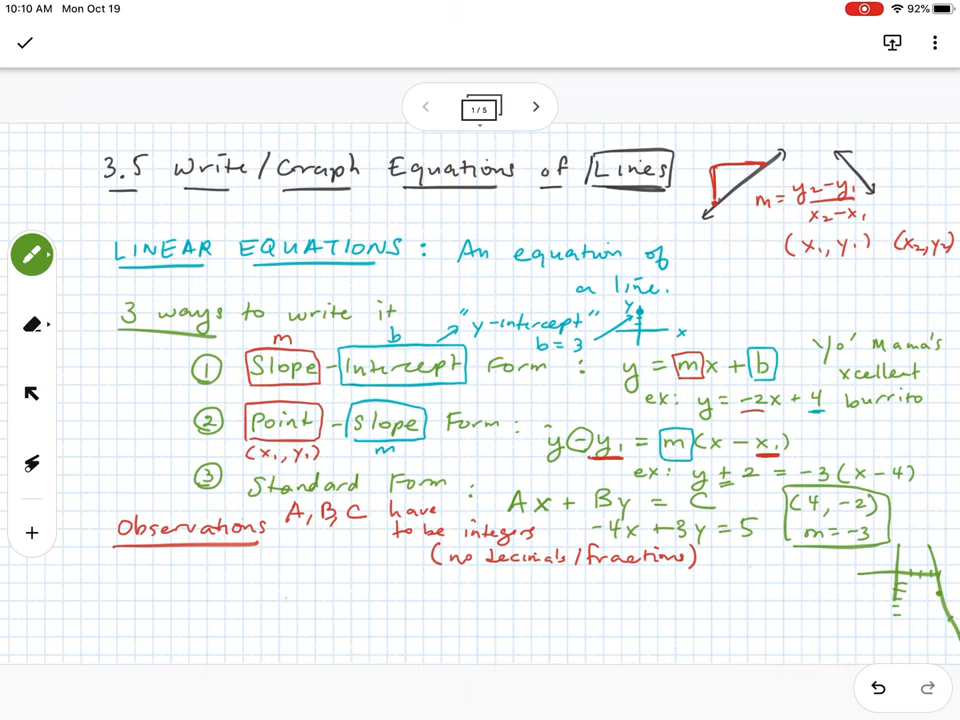 10:10 AM Mon Oct 19
92%
1 / 5
3.5 Write/Graph Equations of Lines
m = y₂-y₁ / x₂-x₁
(x₁, y₁) (x₂, y₂)
LINEAR EQUATIONS : An equation of
a line.
3 ways to write it
"y-intercept"
b = 3
y
x
m
b
① Slope - Intercept Form : y = mx + b
Yo' Mama's
xcellent
burrito
ex: y = -2x + 4
② Point - Slope Form : y - y₁ = m(x - x₁)
(x₁, y₁)
m
ex: y + 2 = -3(x-4)
③ Standard Form : Ax + By = C
(4, -2)
m = -3
-4x + 3y = 5
Observations A, B, C have
to be integers
(no decimals/fractions)